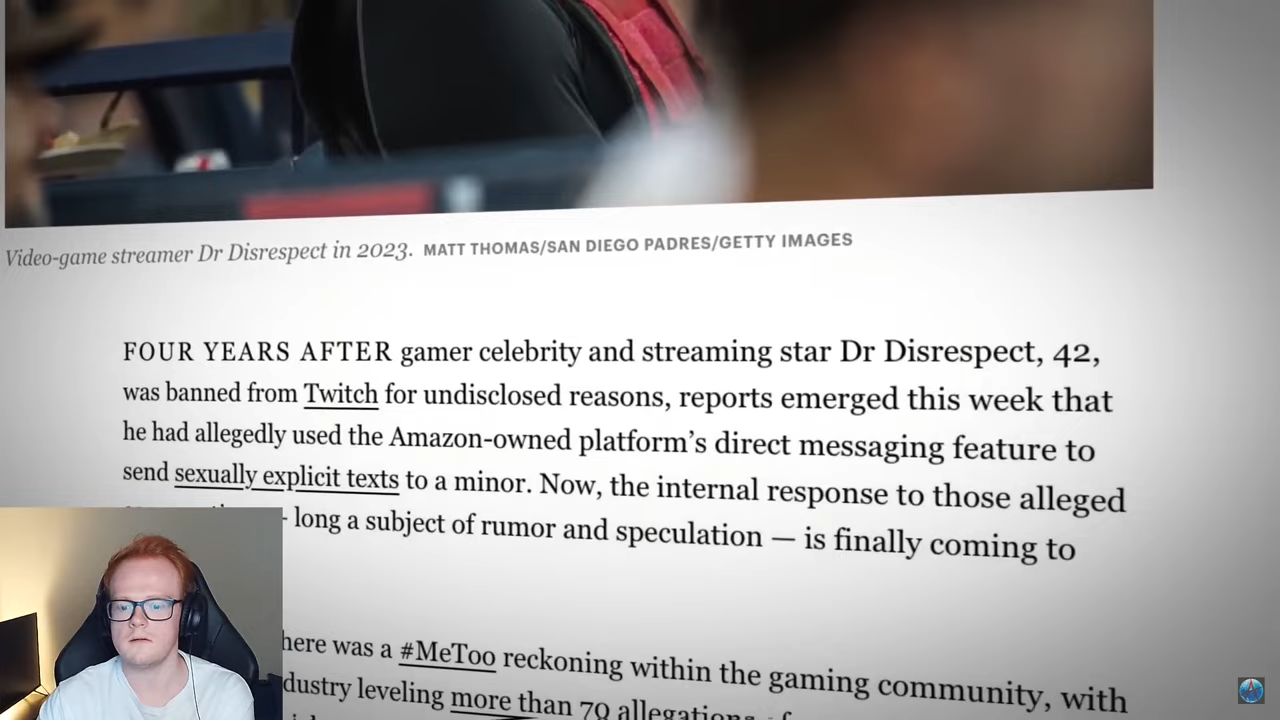 Video-game streamer Dr Disrespect in 2023. MATT THOMAS/SAN DIEGO PADRES/GETTY IMAGES
FOUR YEARS AFTER gamer celebrity and streaming star Dr Disrespect, 42,
was banned from Twitch for undisclosed reasons, reports emerged this week that
he had allegedly used the Amazon-owned platform’s direct messaging feature to
send sexually explicit texts to a minor. Now, the internal response to those alleged
- long a subject of rumor and speculation — is finally coming to
here was a #MeToo reckoning within the gaming community, with
dustry leveling more than 70 allegations of